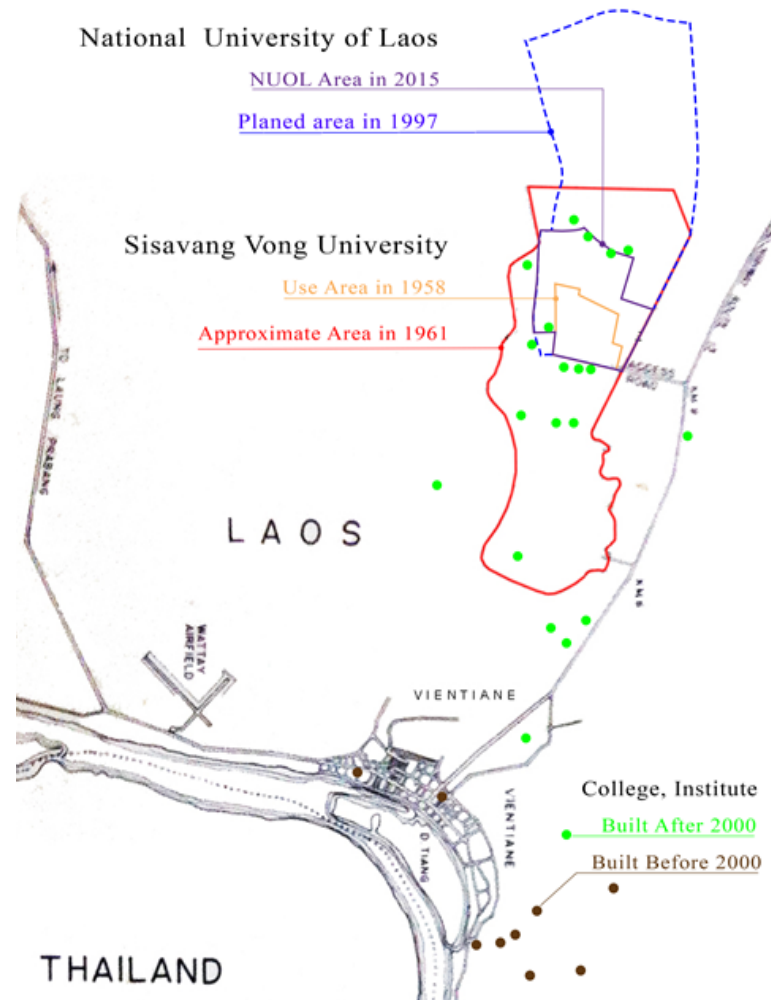 National University of Laos
NUOL Area in 2015
Planed area in 1997
Sisavang Vong University
Use Area in 1958
Approximate Area in 1961
TO LAUNG PRABANG
ACCESS ROAD
KM 9
LAOS
KM 6
WATTAY
AIRFIELD
VIENTIANE
College, Institute
VIENTIANE
Built After 2000
D TIANG
Built Before 2000
THAILAND